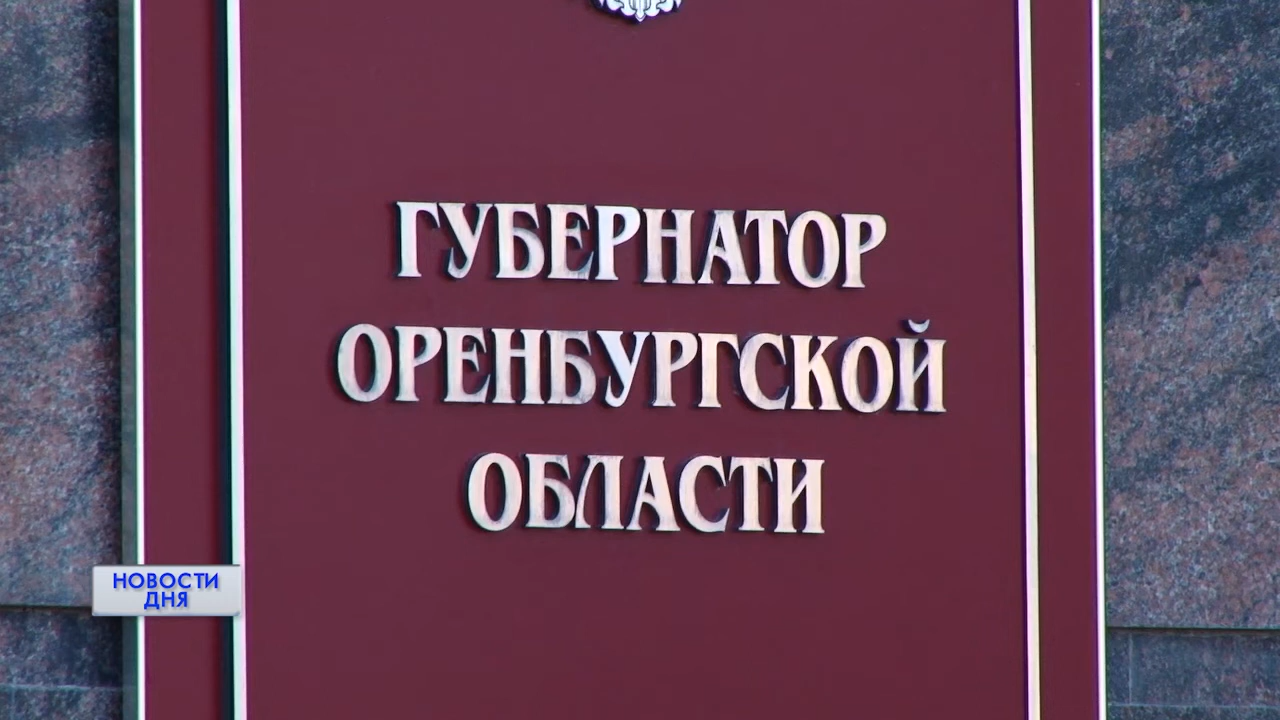 ГУБЕРНАТОР
ОРЕНБУРГСКОЙ
ОБЛАСТИ
НОВОСТИ
ДНЯ